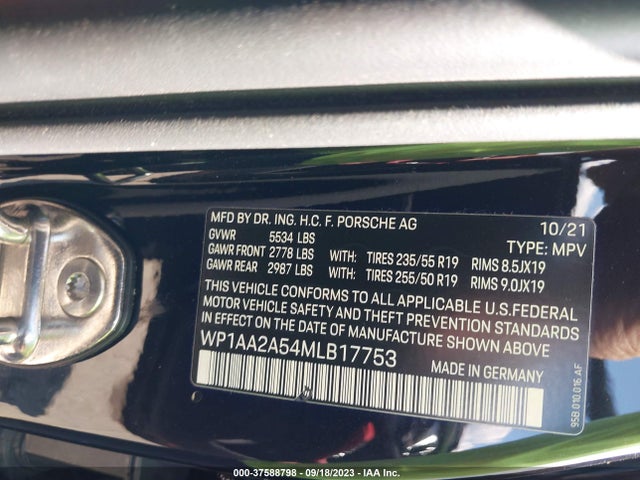 MFD BY DR. ING. H.C. F. PORSCHE AG 10/21
GVWR 5534 LBS TYPE: MPV
GAWR FRONT 2778 LBS WITH: TIRES 235/55 R19 RIMS 8.5JX19
GAWR REAR 2987 LBS WITH: TIRES 255/50 R19 RIMS 9.0JX19
THIS VEHICLE CONFORMS TO ALL APPLICABLE U.S.FEDERAL
MOTOR VEHICLE SAFETY AND THEFT PREVENTION STANDARDS
IN EFFECT ON THE DATE OF MANUFACTURE SHOWN ABOVE.
WP1AA2A54MLB17753
MADE IN GERMANY
95B.010.016.AF
000-37588798 - 09/18/2023 - IAA Inc.